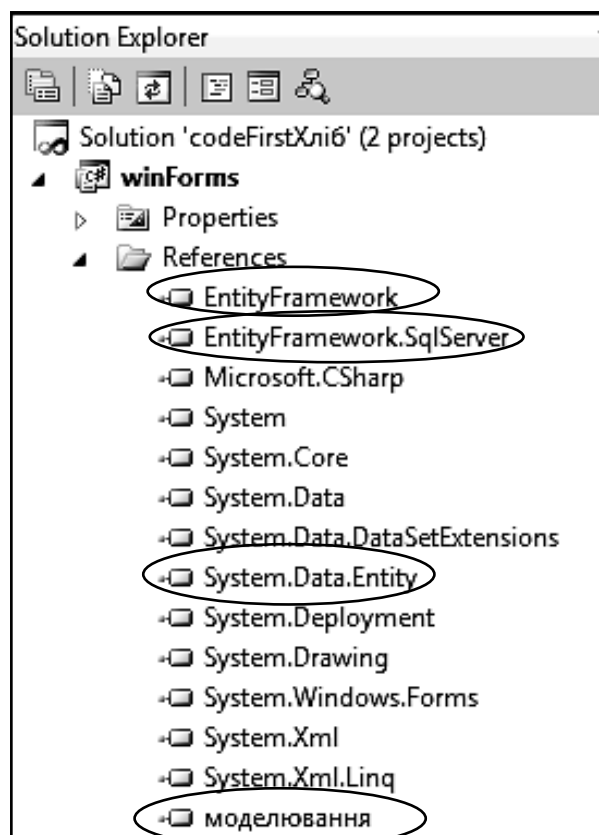 Solution Explorer
Solution 'codeFirstХліб' (2 projects)
winForms
Properties
References
EntityFramework
EntityFramework.SqlServer
Microsoft.CSharp
System
System.Core
System.Data
System.Data.DataSetExtensions
System.Data.Entity
System.Deployment
System.Drawing
System.Windows.Forms
System.Xml
System.Xml.Linq
моделювання